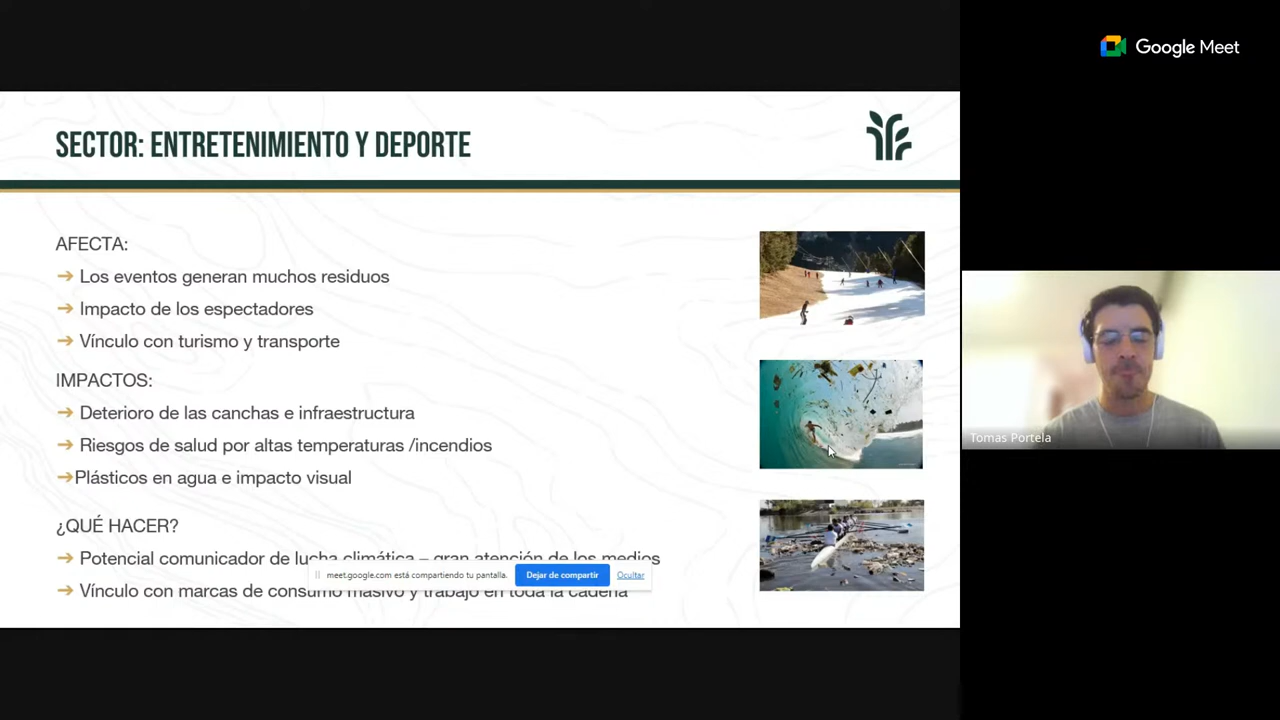 Google Meet
SECTOR: ENTRETENIMIENTO Y DEPORTE
AFECTA:
➔ Los eventos generan muchos residuos
➔ Impacto de los espectadores
➔ Vínculo con turismo y transporte
IMPACTOS:
➔ Deterioro de las canchas e infraestructura
➔ Riesgos de salud por altas temperaturas /incendios
➔Plásticos en agua e impacto visual
¿QUÉ HACER?
➔ Potencial comunicador de lucha climática – gran atención de los medios
meet.google.com está compartiendo tu pantalla. Dejar de compartir Ocultar
➔ Vínculo con marcas de consumo masivo y trabajo en toda la cadena
Tomas Portela